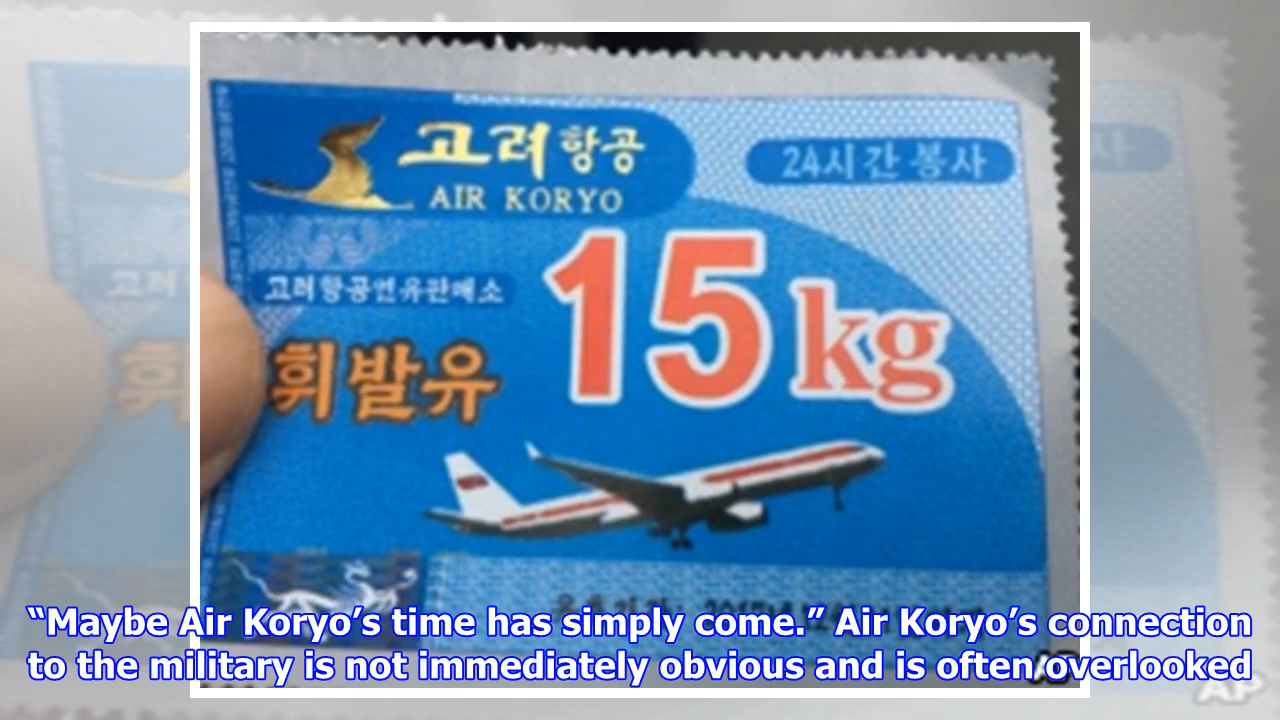 고려항공
AIR KORYO
24시간봉사
15kg
고려항공연유판매소
휘발유
“Maybe Air Koryo’s time has simply come.” Air Koryo’s connection
to the military is not immediately obvious and is often overlooked
AP